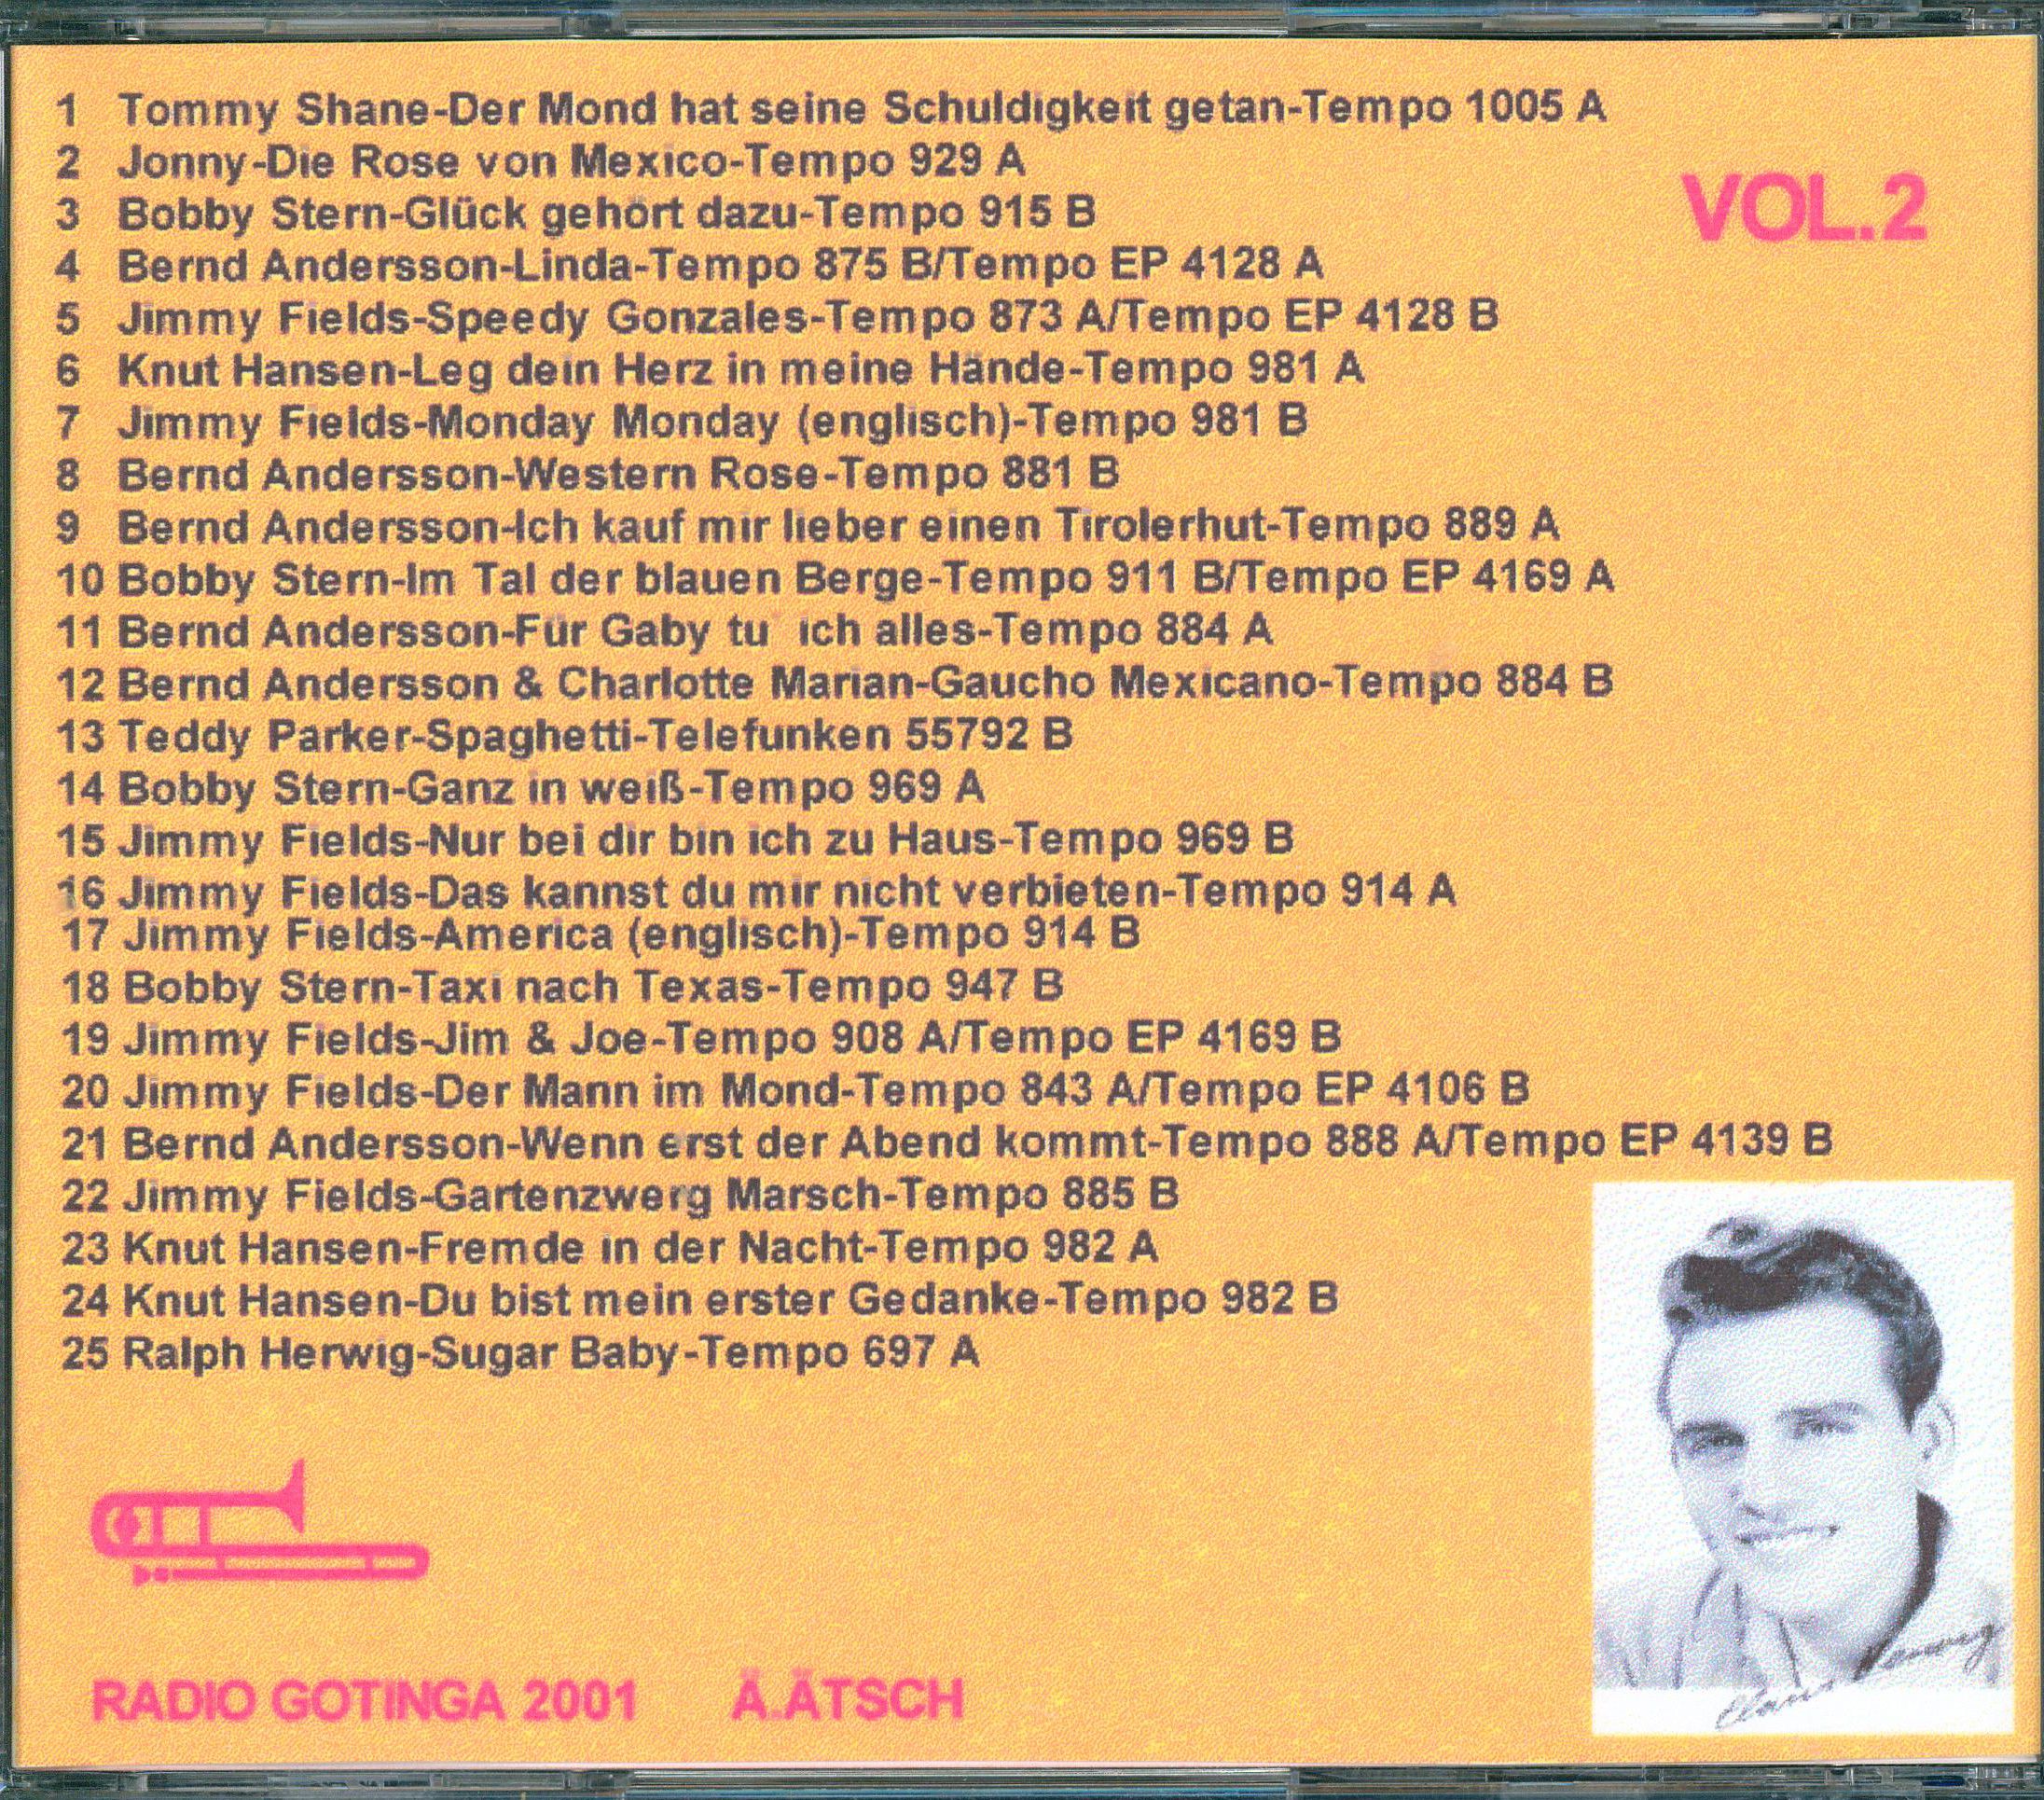 1 Tommy Shane-Der Mond hat seine Schuldigkeit getan-Tempo 1005 A
2 Jonny-Die Rose von Mexico-Tempo 929 A
VOL.2
3 Bobby Stern-Glück gehört dazu-Tempo 915 B
4 Bernd Andersson-Linda-Tempo 875 B/Tempo EP 4128 A
5 Jimmy Fields-Speedy Gonzales-Tempo 873 A/Tempo EP 4128 B
6 Knut Hansen-Leg dein Herz in meine Hände-Tempo 981 A
7 Jimmy Fields-Monday Monday (englisch)-Tempo 981 B
8 Bernd Andersson-Western Rose-Tempo 881 B
9 Bernd Andersson-Ich kauf mir lieber einen Tirolerhut-Tempo 889 A
10 Bobby Stern-Im Tal der blauen Berge-Tempo 911 B/Tempo EP 4169 A
11 Bernd Andersson-Für Gaby tu´ ich alles-Tempo 884 A
12 Bernd Andersson & Charlotte Marian-Gaucho Mexicano-Tempo 884 B
13 Teddy Parker-Spaghetti-Telefunken 55792 B
14 Bobby Stern-Ganz in weiß-Tempo 969 A
15 Jimmy Fields-Nur bei dir bin ich zu Haus-Tempo 969 B
16 Jimmy Fields-Das kannst du mir nicht verbieten-Tempo 914 A
17 Jimmy Fields-America (englisch)-Tempo 914 B
18 Bobby Stern-Taxi nach Texas-Tempo 947 B
19 Jimmy Fields-Jim & Joe-Tempo 908 A/Tempo EP 4169 B
20 Jimmy Fields-Der Mann im Mond-Tempo 843 A/Tempo EP 4106 B
21 Bernd Andersson-Wenn erst der Abend kommt-Tempo 888 A/Tempo EP 4139 B
22 Jimmy Fields-Gartenzwerg Marsch-Tempo 885 B
23 Knut Hansen-Fremde in der Nacht-Tempo 982 A
24 Knut Hansen-Du bist mein erster Gedanke-Tempo 982 B
25 Ralph Herwig-Sugar Baby-Tempo 697 A
RADIO GOTINGA 2001 Ä.ÄTSCH